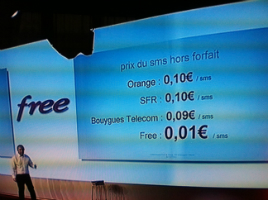 free
prix du sms hors forfait
Orange : 0,10€ / sms
SFR : 0,10€ / sms
Bouygues Telecom : 0,09€ / sms
Free : 0,01€ / sms